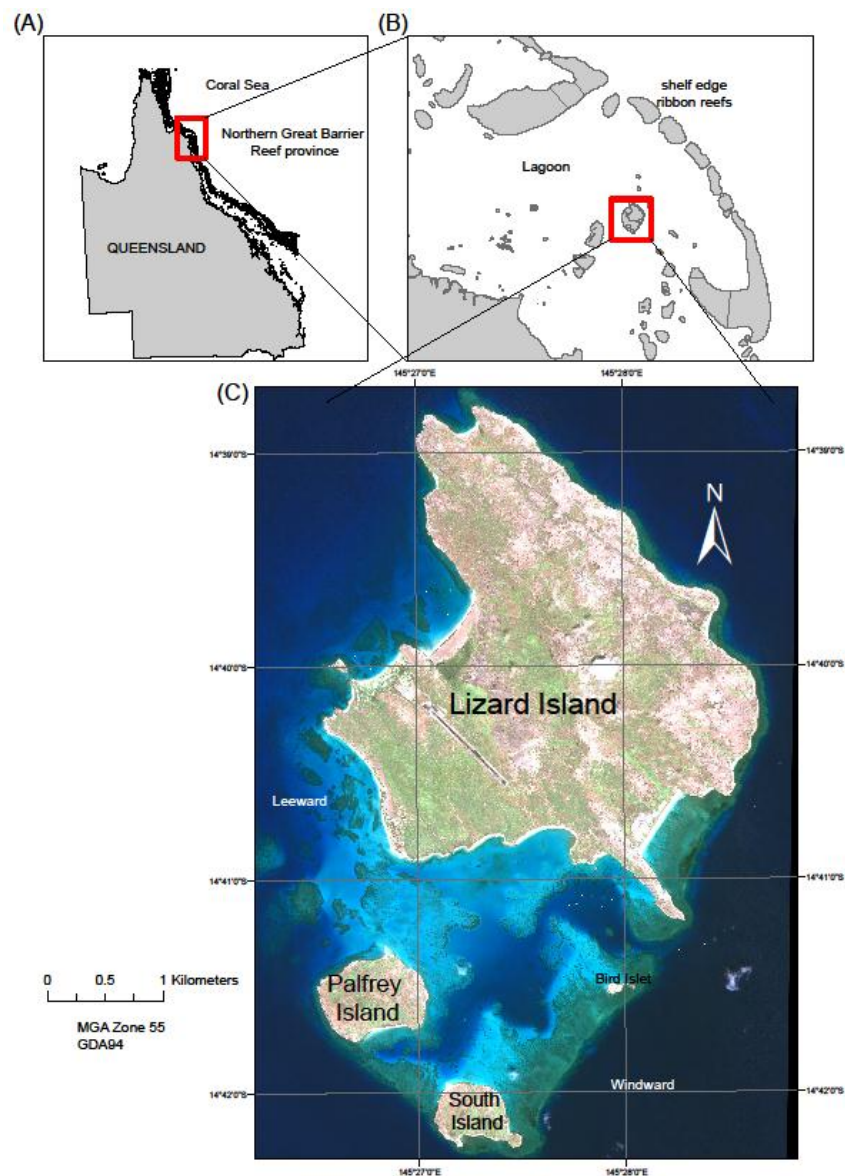 (A)
Coral Sea
Northern Great Barrier
Reef province
QUEENSLAND
(B)
shelf edge
ribbon reefs
Lagoon
(C)
145°27'0"E
145°28'0"E
14°39'0"S
14°39'0"S
N
14°40'0"S
14°40'0"S
Lizard Island
Leeward
14°41'0"S
14°41'0"S
0 0.5 1 Kilometers
MGA Zone 55
GDA94
Palfrey
Island
Bird Islet
Windward
14°42'0"S
14°42'0"S
South
Island
145°27'0"E
145°28'0"E